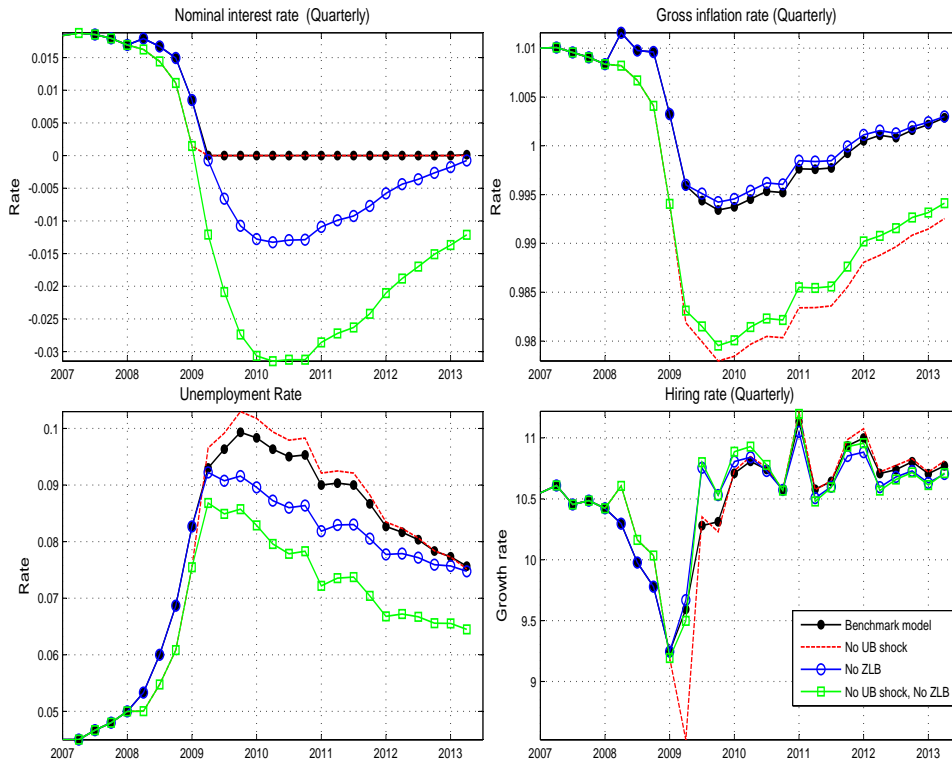 Nominal interest rate (Quarterly)
Rate
0.015
0.01
0.005
0
-0.005
-0.01
-0.015
-0.02
-0.025
-0.03
2007 2008 2009 2010 2011 2012 2013
Gross inflation rate (Quarterly)
Rate
1.01
1.005
1
0.995
0.99
0.985
0.98
2007 2008 2009 2010 2011 2012 2013
Unemployment Rate
Rate
0.1
0.09
0.08
0.07
0.06
0.05
2007 2008 2009 2010 2011 2012 2013
Hiring rate (Quarterly)
Growth rate
11
10.5
10
9.5
9
2007 2008 2009 2010 2011 2012 2013
Benchmark model
No UB shock
No ZLB
No UB shock, No ZLB